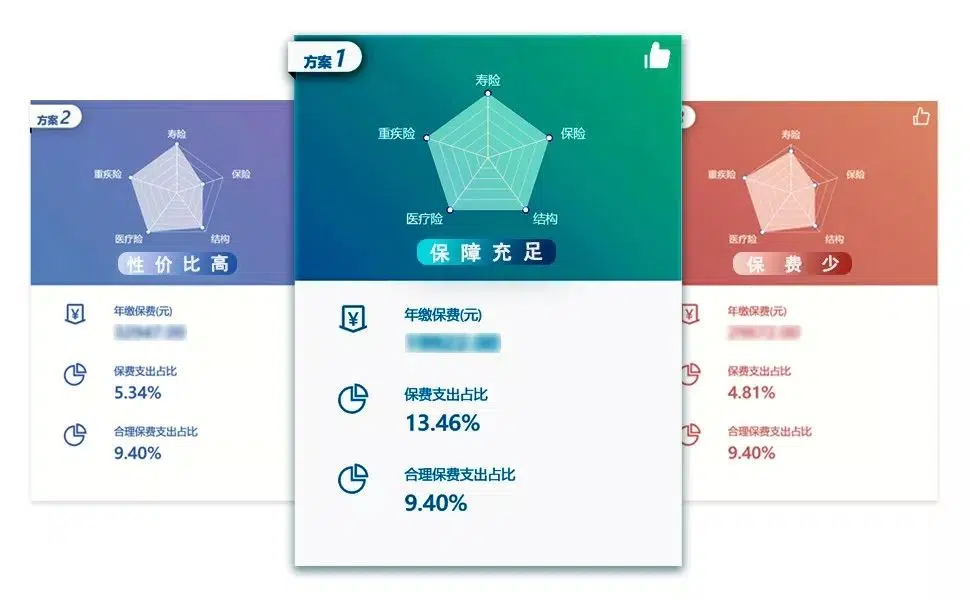 方案2
寿险
重疾险
保险
医疗险
结构
性价比高
年缴保费(元)
保费支出占比
5.34%
合理保费支出占比
9.40%
方案1
寿险
重疾险
保险
医疗险
结构
保障充足
年缴保费(元)
保费支出占比
13.46%
合理保费支出占比
9.40%
寿险
重疾险
保险
医疗险
结构
保费少
年缴保费(元)
保费支出占比
4.81%
合理保费支出占比
9.40%